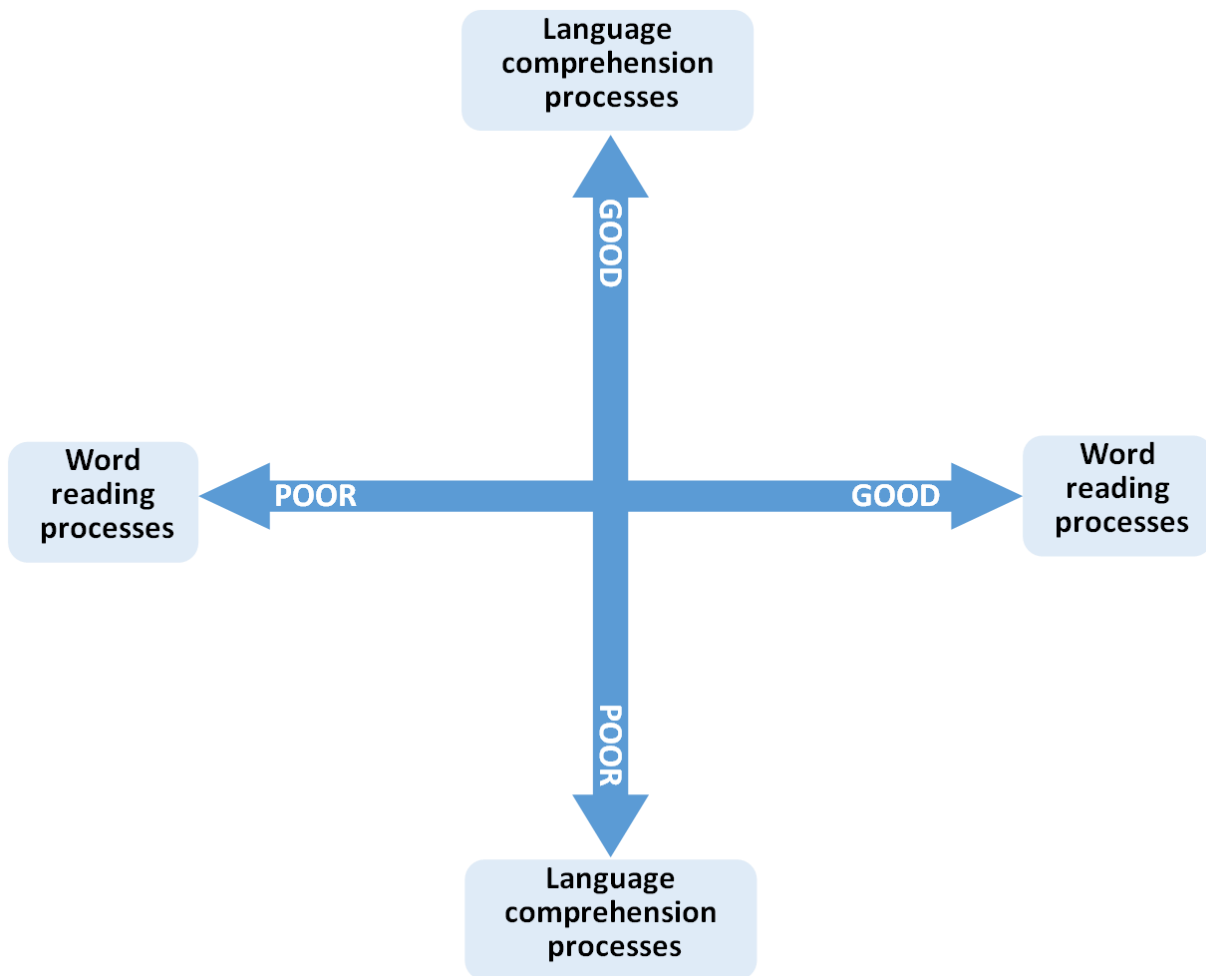 Language
comprehension
processes
GOOD
Word
reading
processes
POOR
GOOD
Word
reading
processes
POOR
Language
comprehension
processes